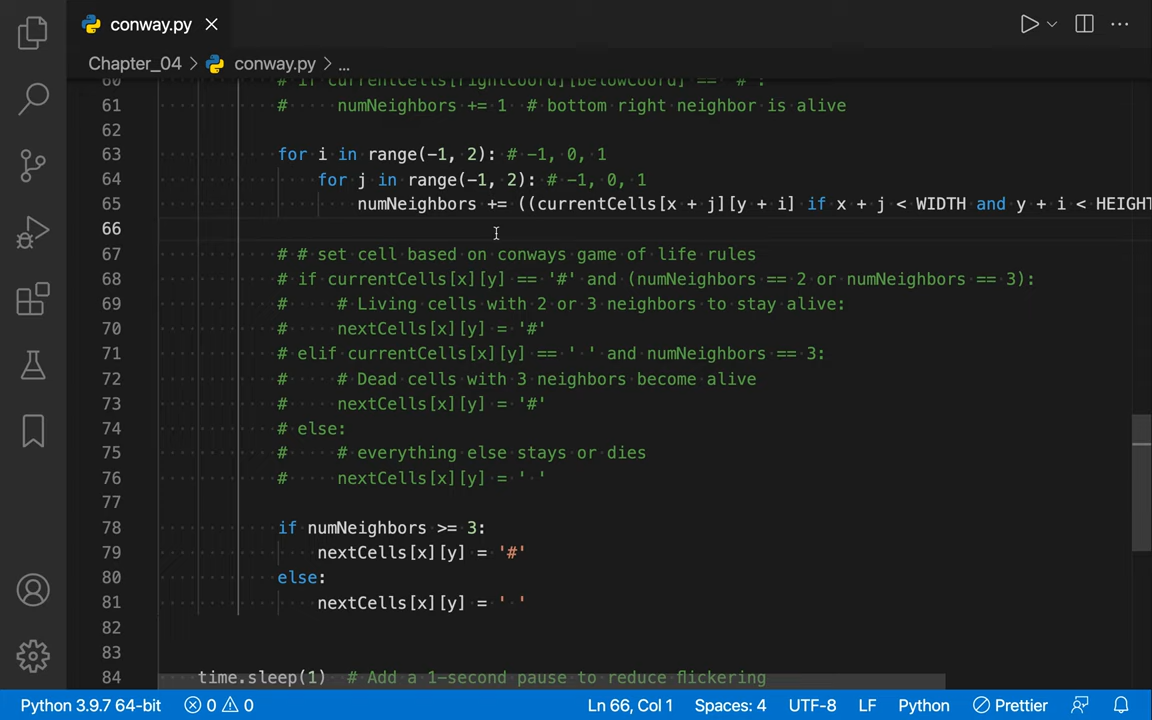 conway.py
Chapter_04 > conway.py > ...
60 # if currentCells[rightCoord][belowCoord] == '#':
61 #     numNeighbors += 1  # bottom right neighbor is alive
62
63 for i in range(-1, 2): # -1, 0, 1
64     for j in range(-1, 2): # -1, 0, 1
65         numNeighbors += ((currentCells[x + j][y + i] if x + j < WIDTH and y + i < HEIGHT
66
67 # # set cell based on conways game of life rules
68 # if currentCells[x][y] == '#' and (numNeighbors == 2 or numNeighbors == 3):
69 #     # Living cells with 2 or 3 neighbors to stay alive:
70 #     nextCells[x][y] = '#'
71 # elif currentCells[x][y] == ' ' and numNeighbors == 3:
72 #     # Dead cells with 3 neighbors become alive
73 #     nextCells[x][y] = '#'
74 # else:
75 #     # everything else stays or dies
76 #     nextCells[x][y] = ' '
77
78 if numNeighbors >= 3:
79     nextCells[x][y] = '#'
80 else:
81     nextCells[x][y] = ' '
82
83
84 time.sleep(1)  # Add a 1-second pause to reduce flickering
Python 3.9.7 64-bit 0 0 Ln 66, Col 1 Spaces: 4 UTF-8 LF Python Prettier